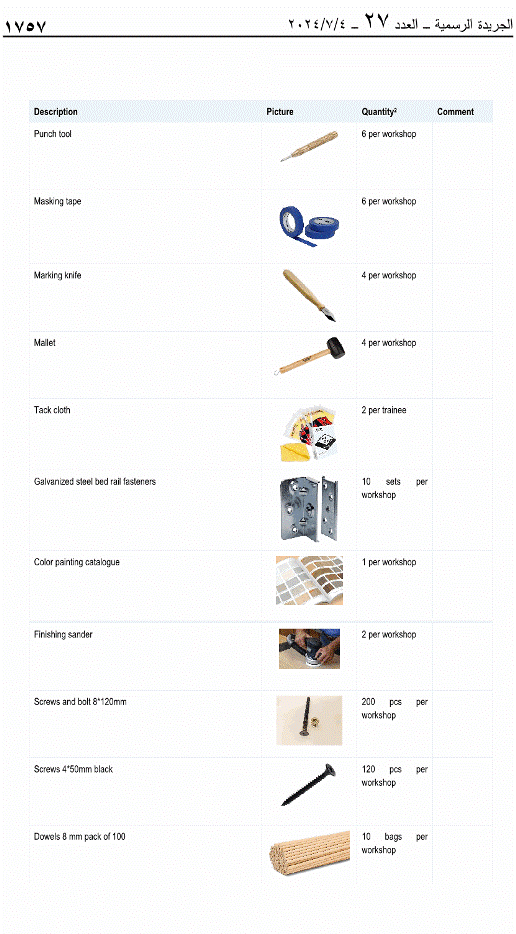 الجريدة الرسمية – العدد ٢٧ – ٢٠٢٤/٧/٤ ١٧٥٧
Description Picture Quantity² Comment
Punch tool 6 per workshop
Masking tape 6 per workshop
Marking knife 4 per workshop
Mallet 4 per workshop
Tack cloth 2 per trainee
Galvanized steel bed rail fasteners 10 sets per
workshop
Color painting catalogue 1 per workshop
Finishing sander 2 per workshop
Screws and bolt 8*120mm 200 pcs per
workshop
Screws 4*50mm black 120 pcs per
workshop
Dowels 8 mm pack of 100 10 bags per
workshop